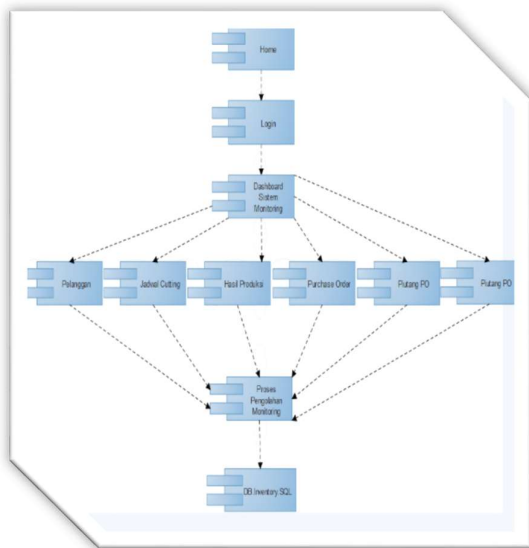 Home
Login
Dashboard
Sistem
Monitoring
Pelanggan
Jadwal Cutting
Hasil Produksi
Purchase Order
Piutang PO
Piutang PO
Proses
Pengolahan
Monitoring
DB Inventory SQL